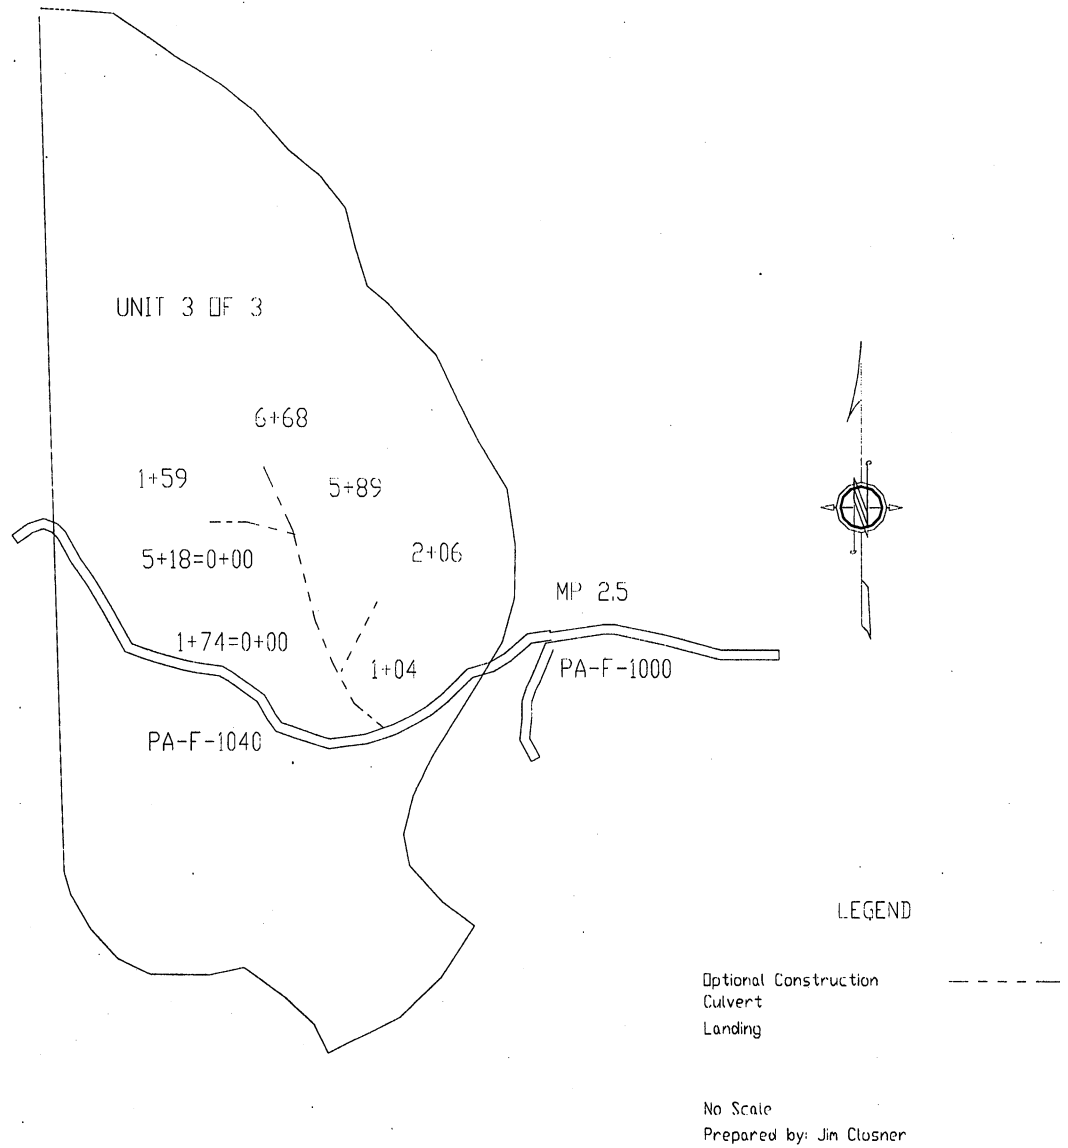 UNIT 3 OF 3
6+68
1+59
5+89
5+18=0+00
2+06
MP 2.5
1+74=0+00
1+04
PA-F-1000
PA-F-1040
LEGEND
Optional Construction
Culvert
Landing
No Scale
Prepared by: Jim Closner